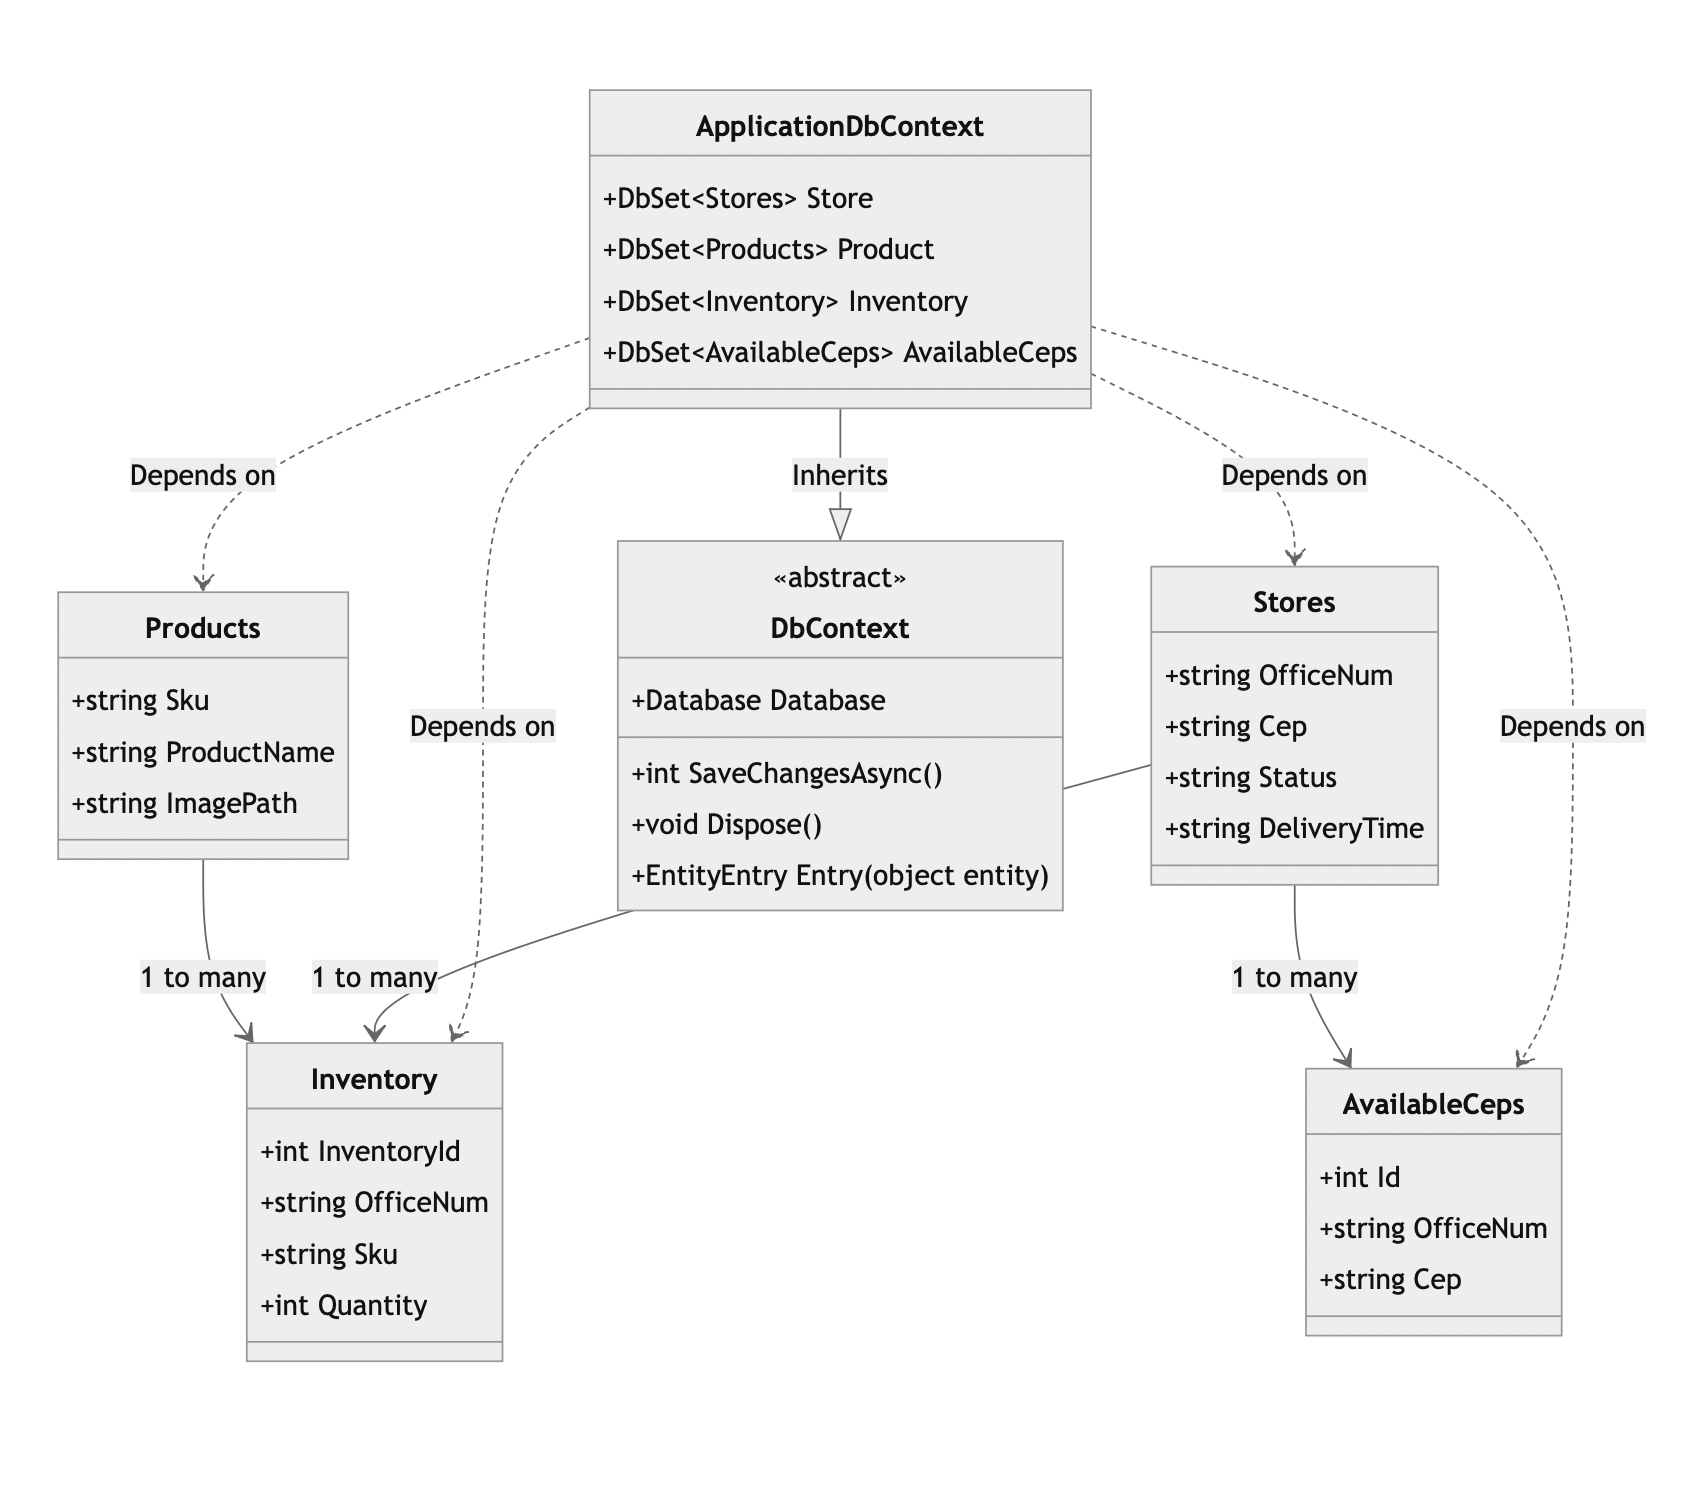 ApplicationDbContext
+DbSet<Stores> Store
+DbSet<Products> Product
+DbSet<Inventory> Inventory
+DbSet<AvailableCeps> AvailableCeps
Depends on
Inherits
Depends on
Products
+string Sku
+string ProductName
+string ImagePath
Depends on
«abstract»
DbContext
+Database Database
+int SaveChangesAsync()
+void Dispose()
+EntityEntry Entry(object entity)
Stores
+string OfficeNum
+string Cep
+string Status
+string DeliveryTime
Depends on
1 to many
1 to many
1 to many
Inventory
+int InventoryId
+string OfficeNum
+string Sku
+int Quantity
AvailableCeps
+int Id
+string OfficeNum
+string Cep